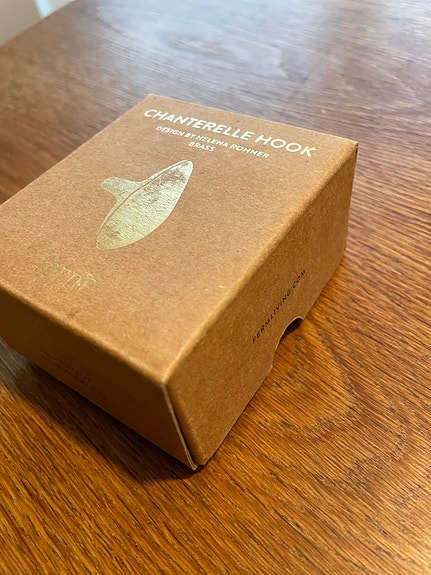 CHANTERELLE HOOK
DESIGN BY HELENA ROHNER
BRASS
FERMLIVING.COM